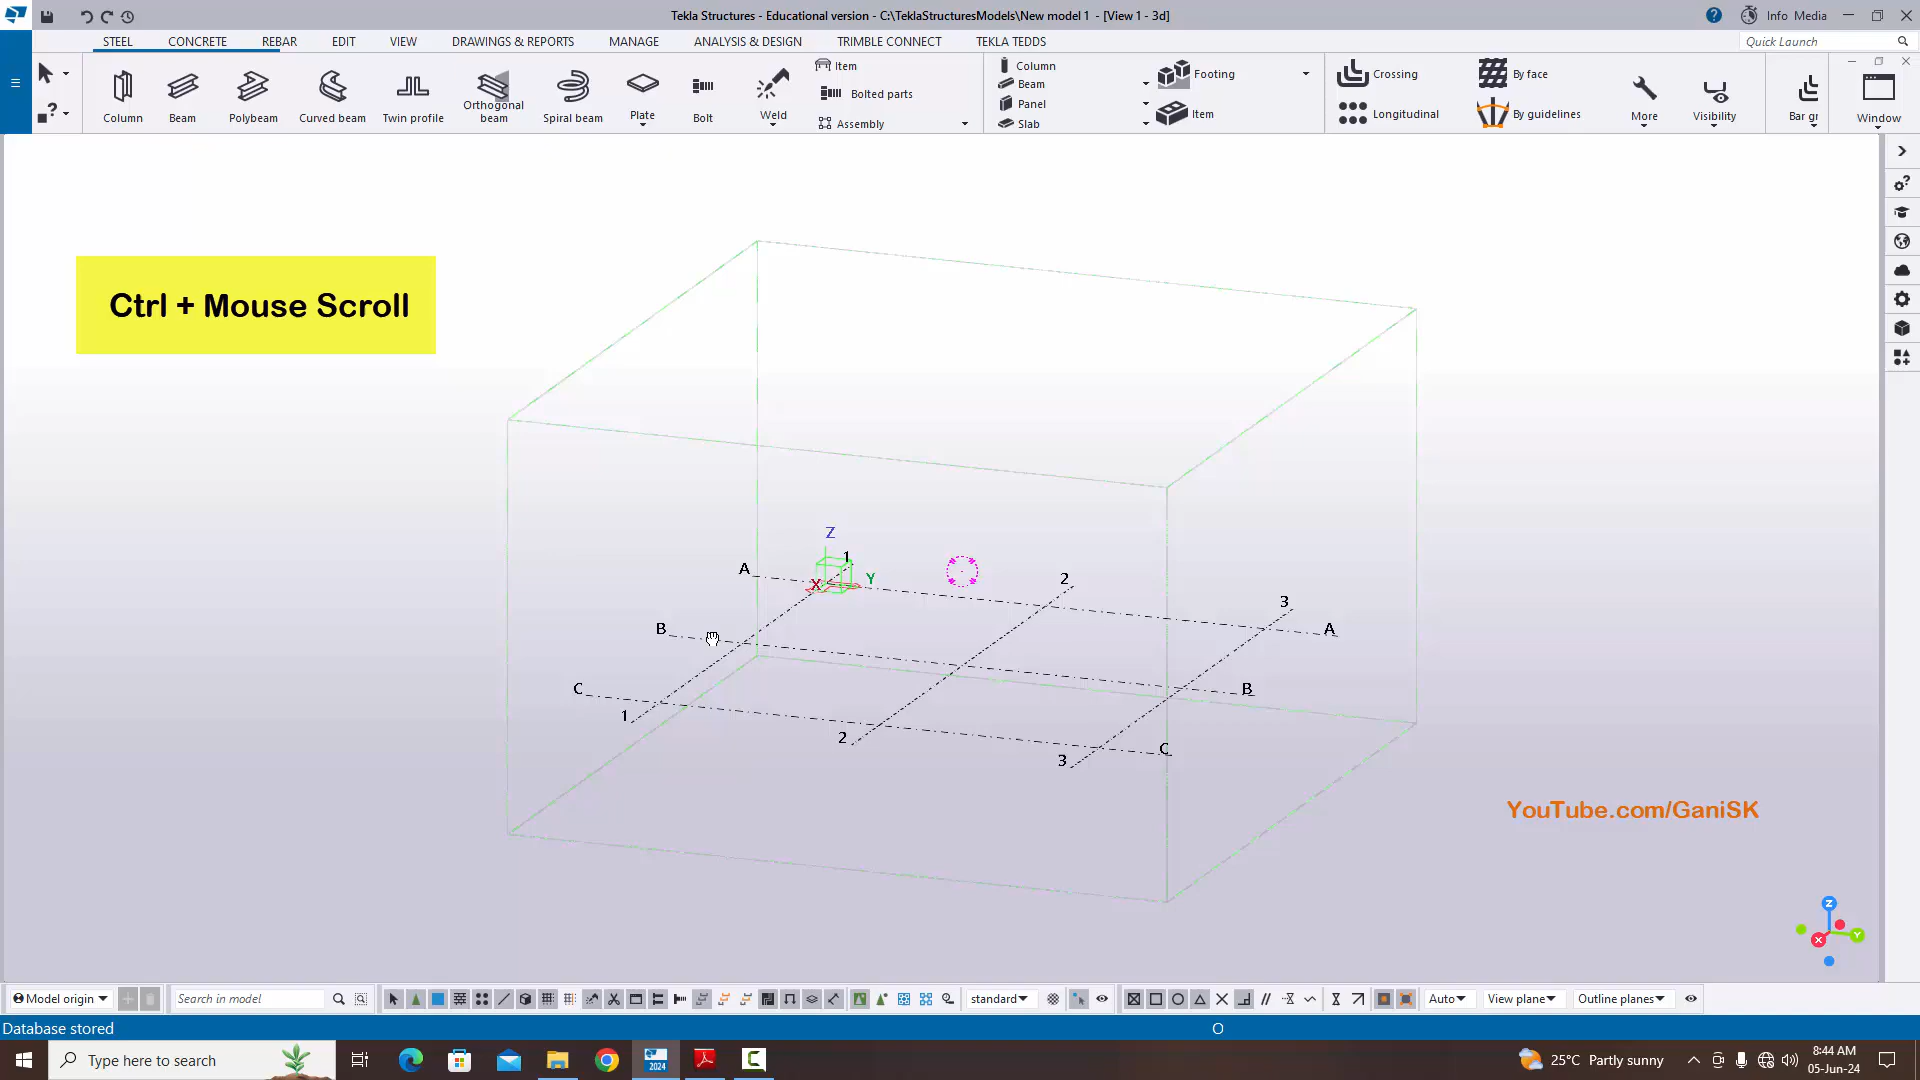 Tekla Structures - Educational version - C:\TeklaStructuresModels\New model 1 - [View 1 - 3d]
Info Media
STEEL CONCRETE REBAR EDIT VIEW DRAWINGS & REPORTS MANAGE ANALYSIS & DESIGN TRIMBLE CONNECT TEKLA TEDDS
Quick Launch
Column Beam Polybeam Curved beam Twin profile Orthogonal beam Spiral beam Plate Bolt Weld
Item
Bolted parts
Assembly
Column
Beam
Panel
Slab
Footing
Item
Crossing
Longitudinal
By face
By guidelines
More
Visibility
Bar gr
Window
Ctrl + Mouse Scroll
Z
1
A
X
Y
2
3
B
A
C
B
1
2
C
3
YouTube.com/GaniSK
Z
X
Y
Model origin
Search in model
standard
Auto
View plane
Outline planes
Database stored
O
Type here to search
2024
25°C Partly sunny
8:44 AM
05-Jun-24